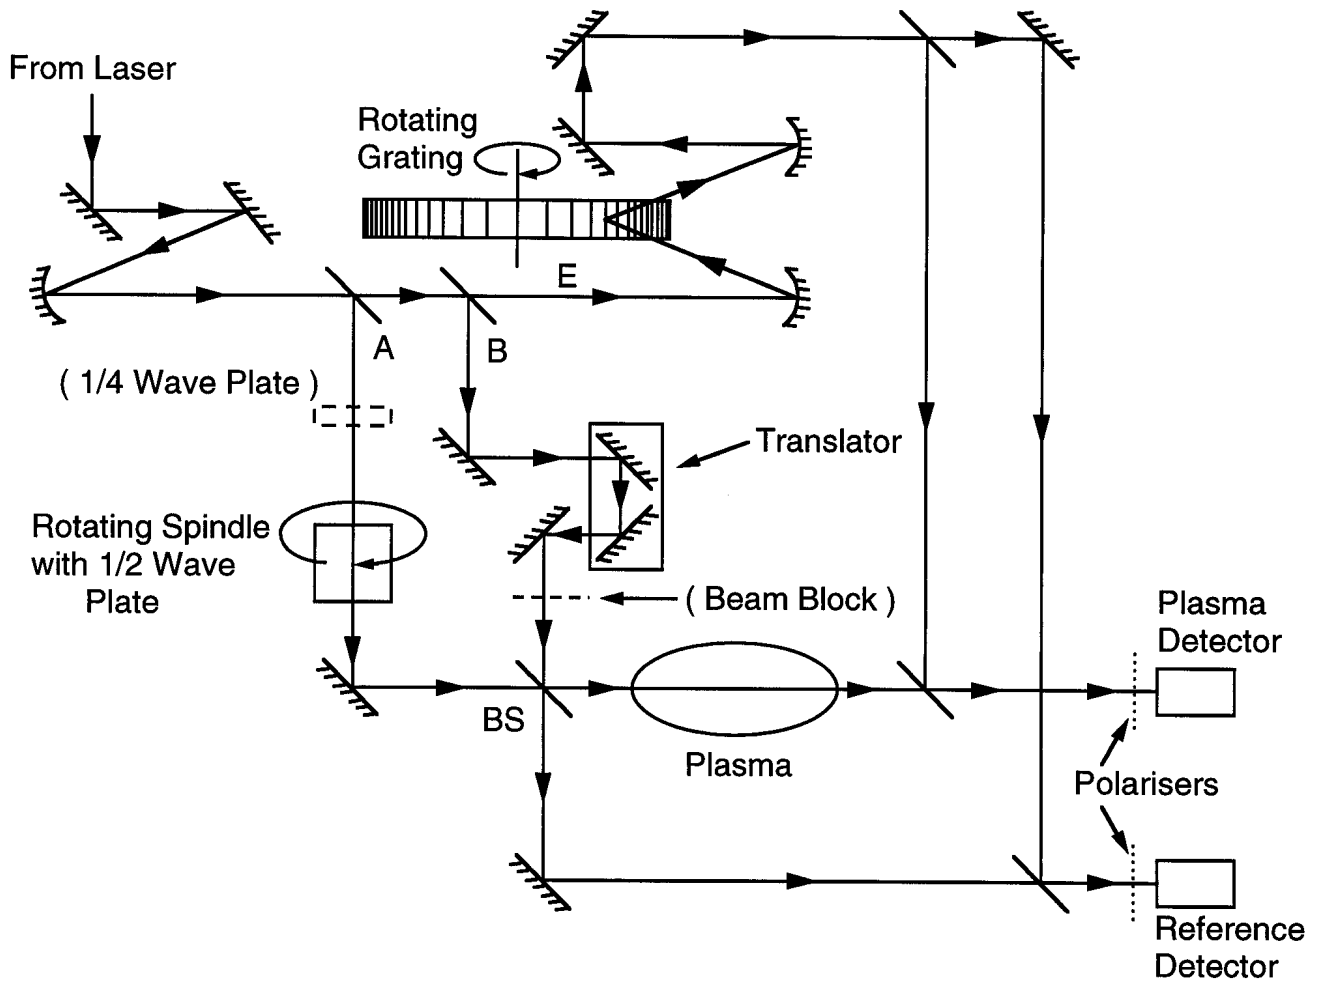 From Laser
Rotating
Grating
E
A
B
( 1/4 Wave Plate )
Translator
Rotating Spindle
with 1/2 Wave
Plate
( Beam Block )
Plasma
Detector
BS
Plasma
Polarisers
Reference
Detector